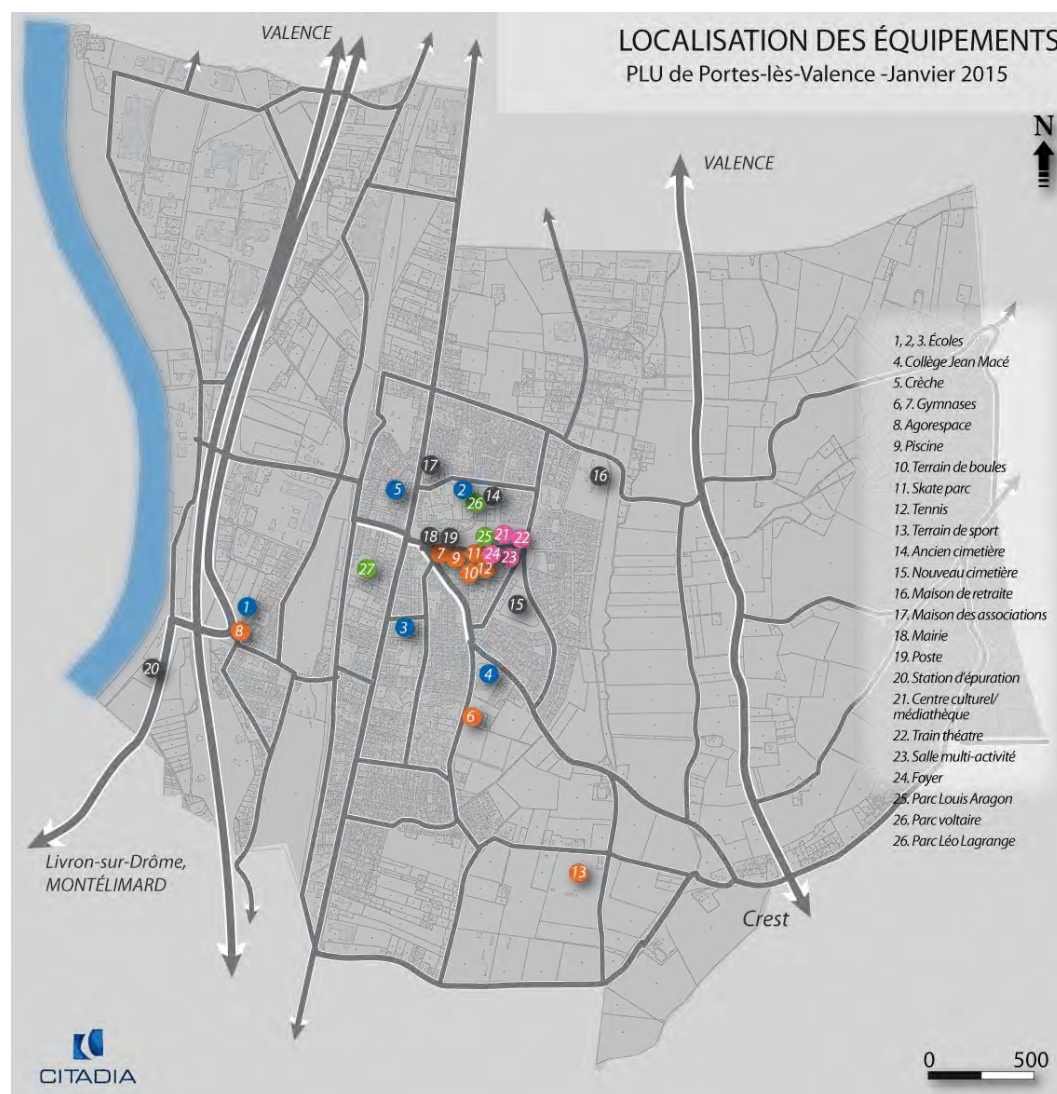 VALENCE
LOCALISATION DES ÉQUIPEMENTS
PLU de Portes-lès-Valence -Janvier 2015
N
VALENCE
1, 2, 3. Écoles
4. Collège Jean Macé
5. Crèche
6, 7. Gymnases
8. Agorespace
9. Piscine
10. Terrain de boules
11. Skate parc
12. Tennis
13. Terrain de sport
14. Ancien cimetière
15. Nouveau cimetière
16. Maison de retraite
17. Maison des associations
18. Mairie
19. Poste
20. Station d'épuration
21. Centre culturel/
médiathèque
22. Train théatre
23. Salle multi-activité
24. Foyer
25. Parc Louis Aragon
26. Parc voltaire
26. Parc Léo Lagrange
17
16
5
2
14
26
18
19
25
21
22
7
9
11
24
23
10
12
27
15
1
8
3
20
4
6
13
Livron-sur-Drôme,
MONTÉLIMARD
Crest
CITADIA
0 500